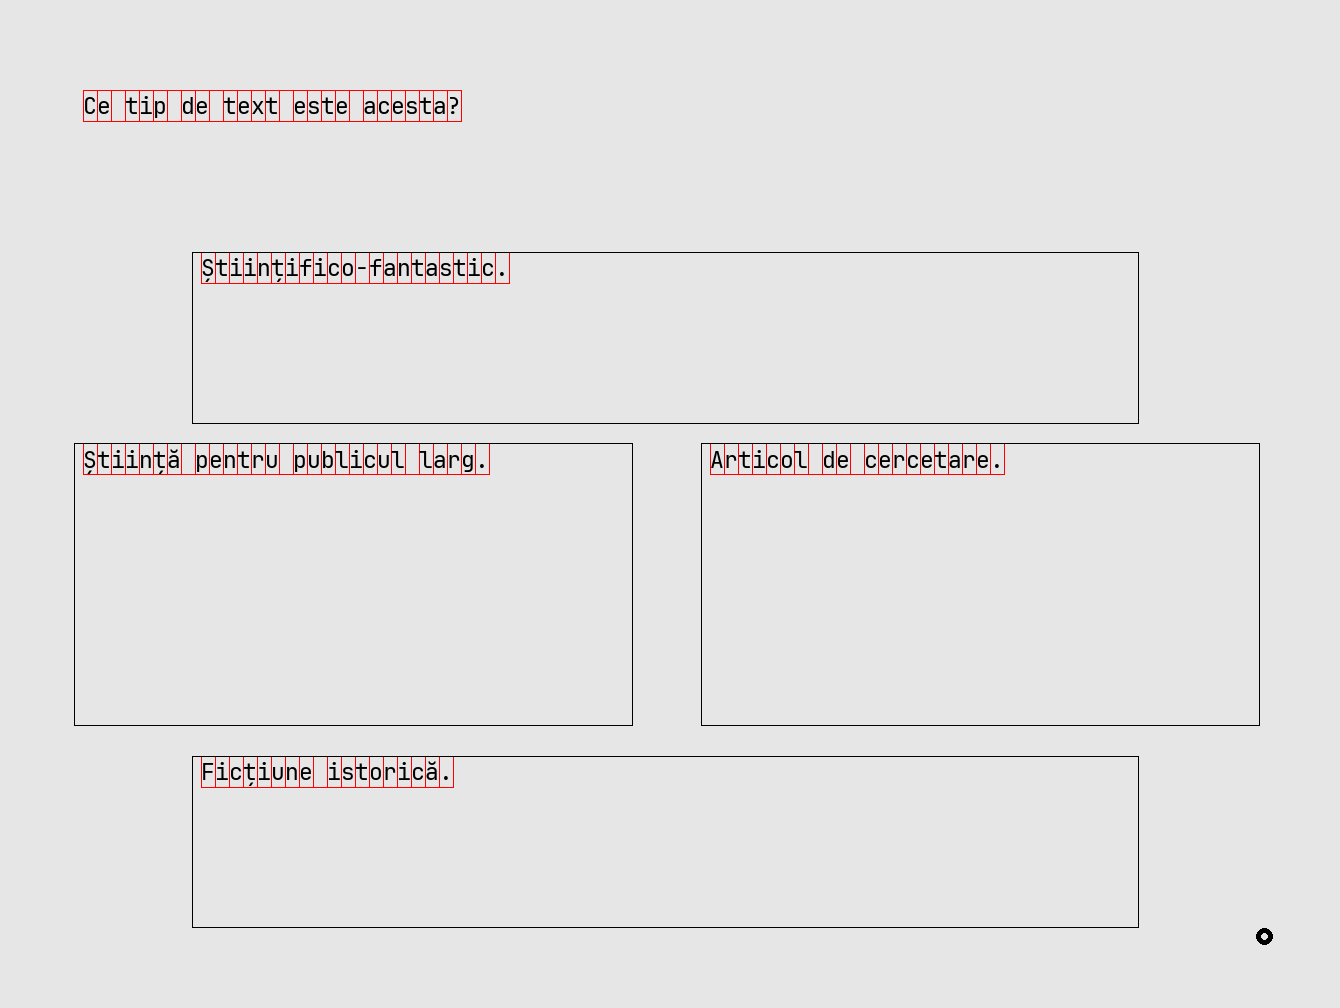 Ce tip de text este acesta?
Științifico-fantastic.
Știință pentru publicul larg.
Articol de cercetare.
Ficțiune istorică.